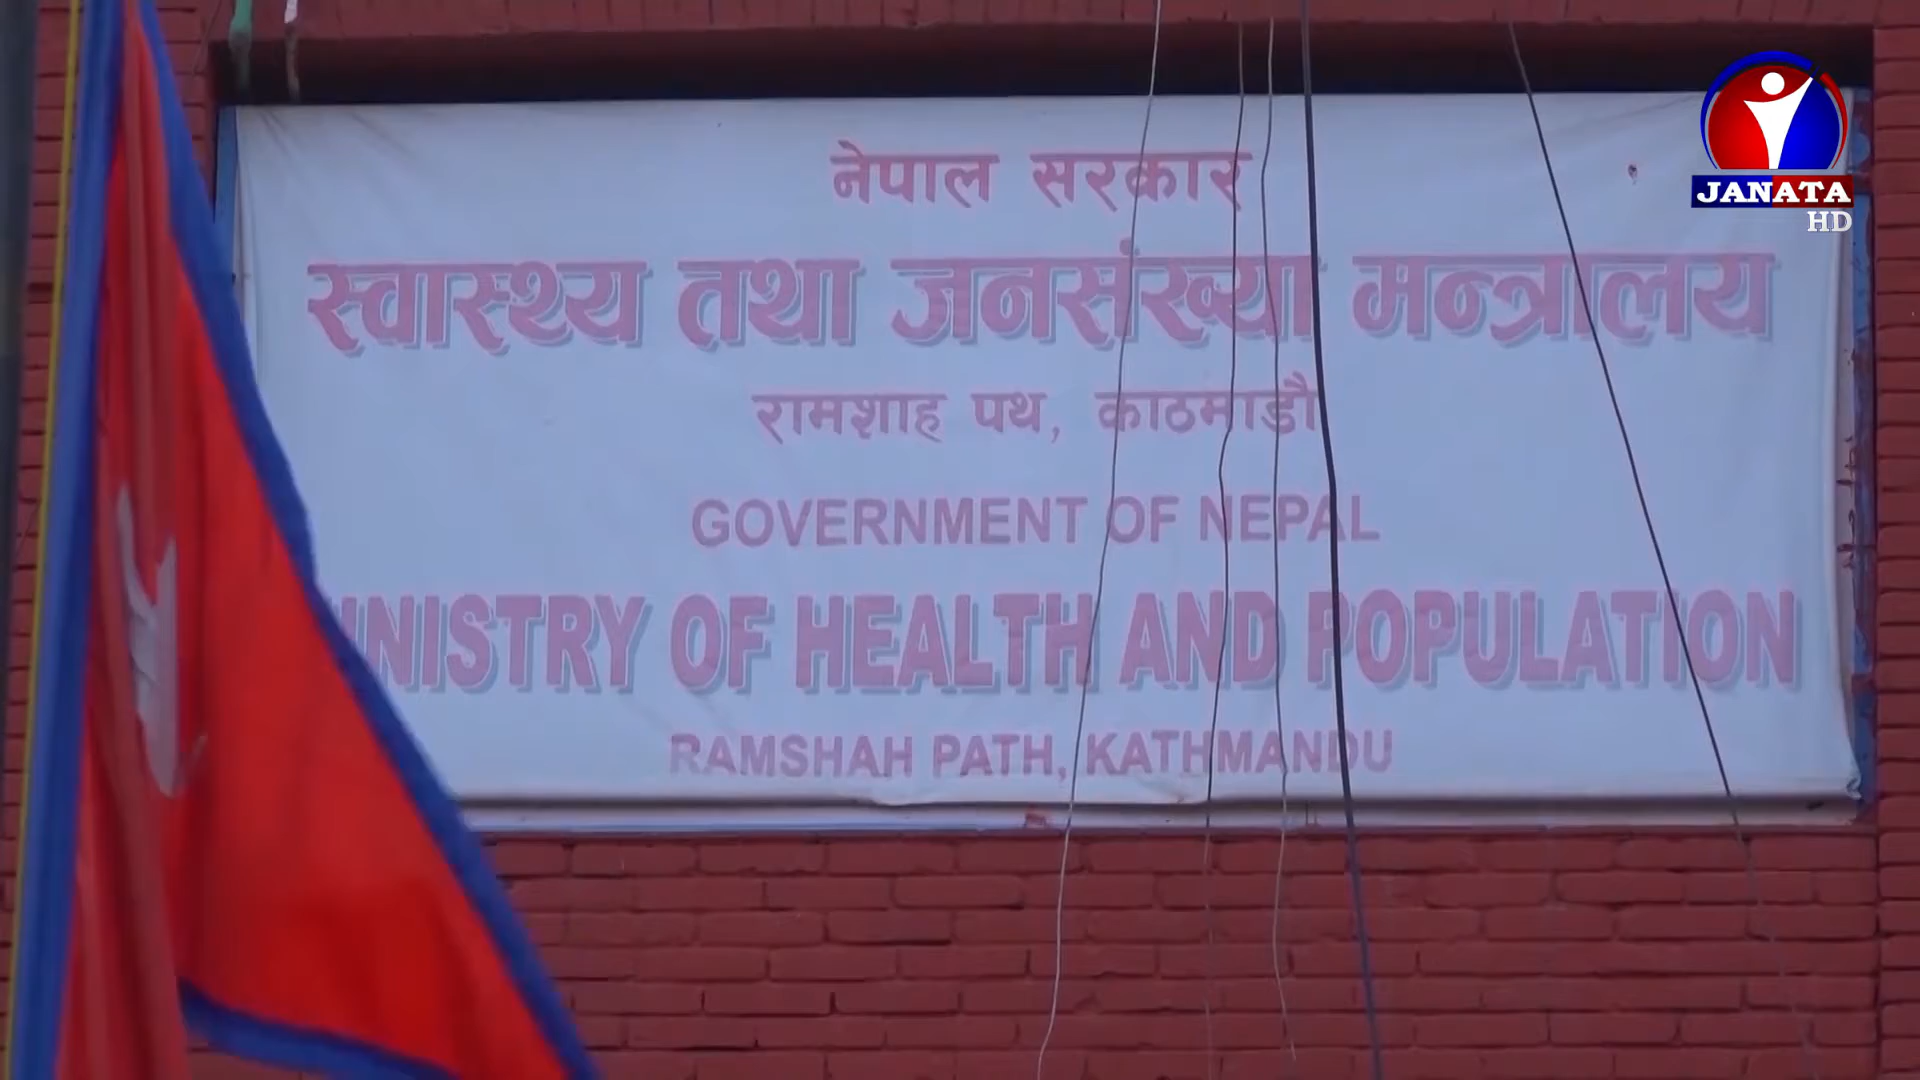 नेपाल सरकार
स्वास्थ्य तथा जनसंख्या मन्त्रालय
रामशाह पथ, काठमाडौं
GOVERNMENT OF NEPAL
MINISTRY OF HEALTH AND POPULATION
RAMSHAH PATH, KATHMANDU
JANATA
HD